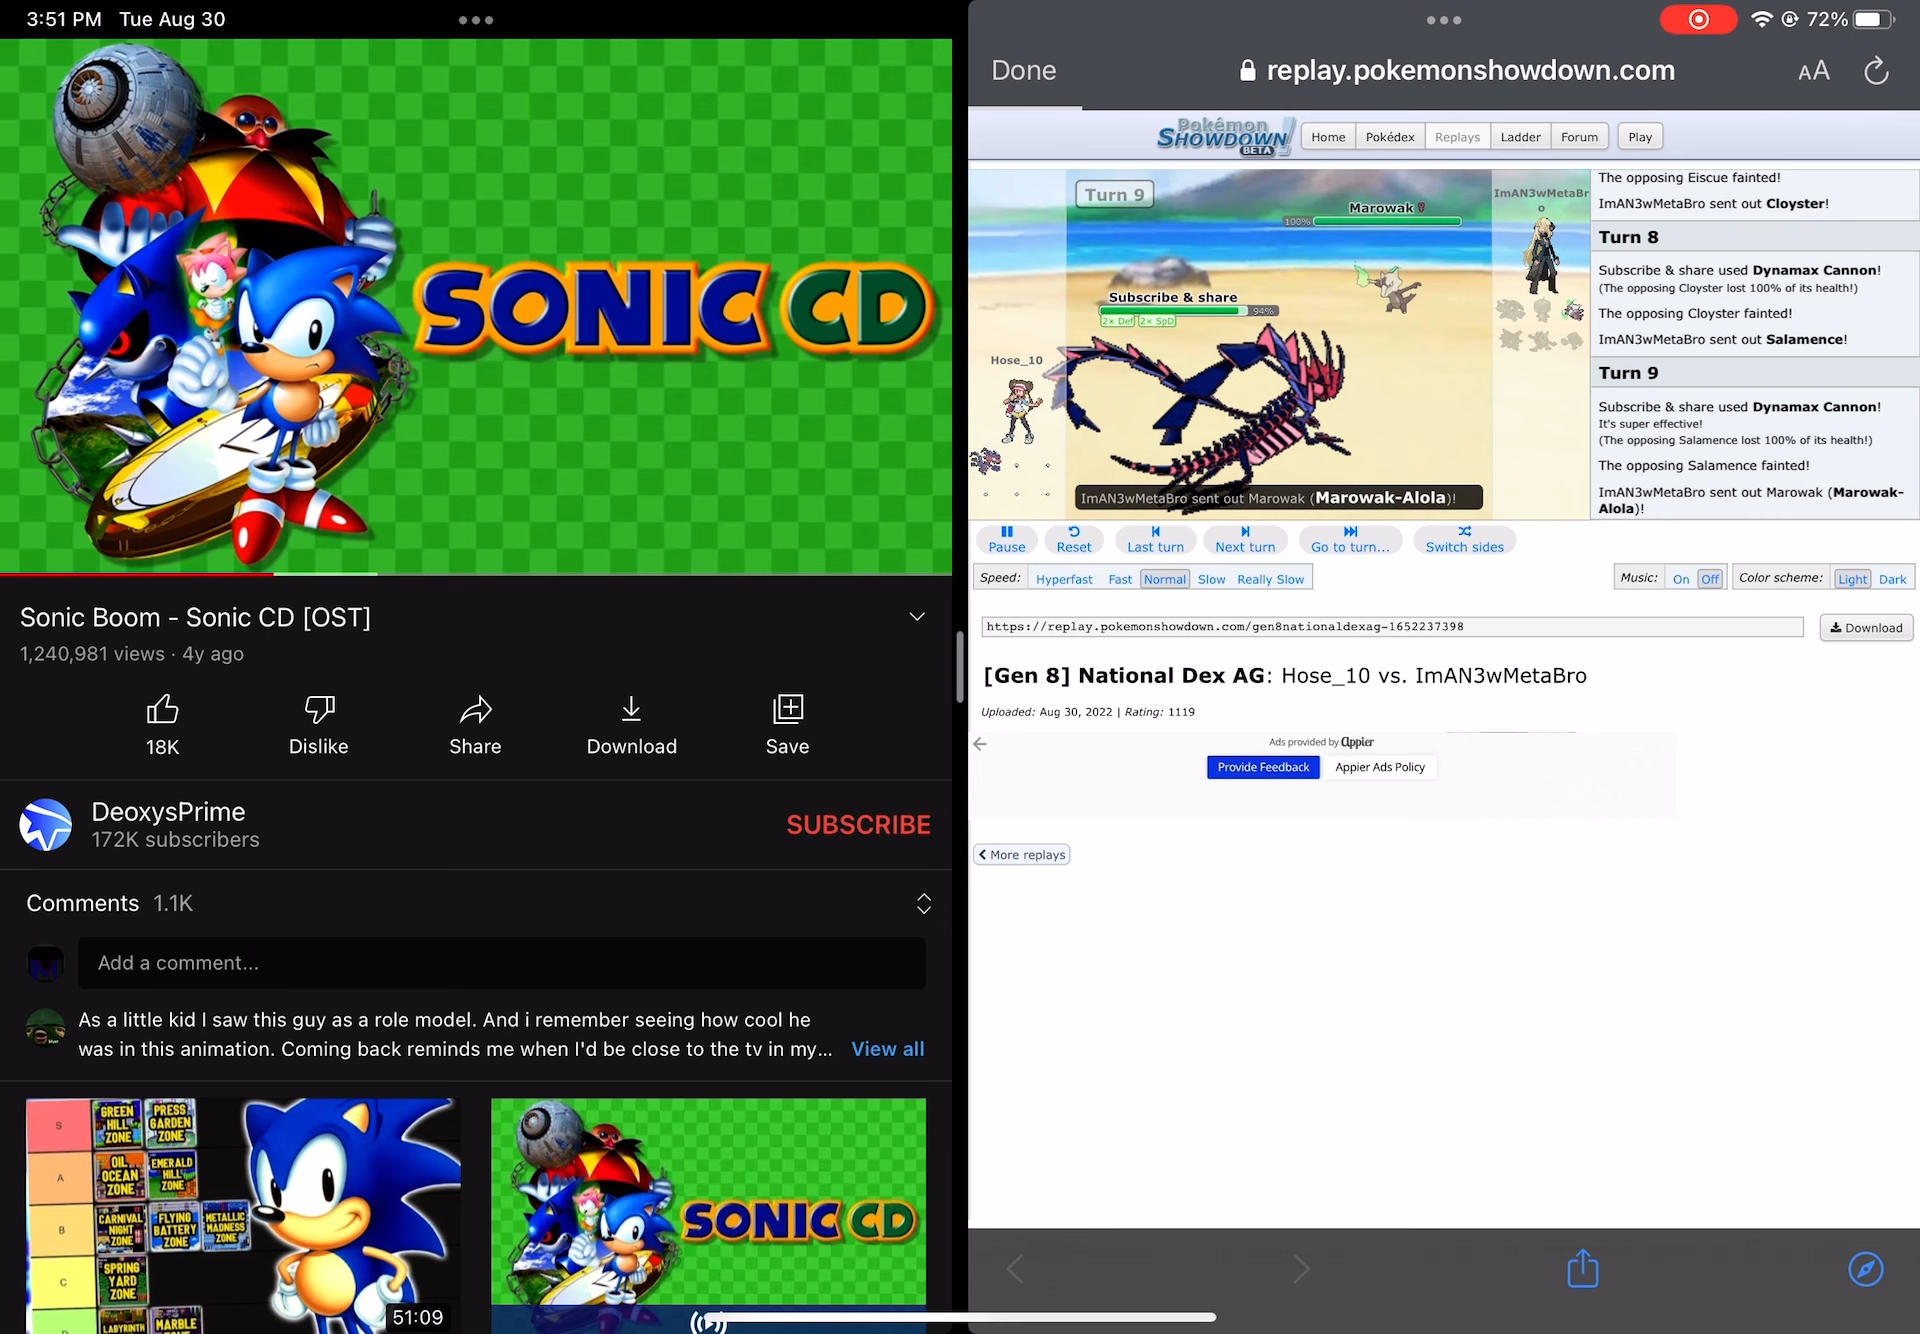 3:51 PM Tue Aug 30
SONIC CD
Sonic Boom - Sonic CD [OST]
1,240,981 views · 4y ago
18K
Dislike
Share
Download
Save
DeoxysPrime
172K subscribers
SUBSCRIBE
Comments 1.1K
Add a comment...
As a little kid I saw this guy as a role model. And i remember seeing how cool he
was in this animation. Coming back reminds me when I'd be close to the tv in my... View all
S
GREEN HILL ZONE
PRESS GARDEN ZONE
A
OIL OCEAN ZONE
EMERALD HILL ZONE
B
CARNIVAL NIGHT ZONE
FLYING BATTERY ZONE
METALLIC MADNESS ZONE
C
SPRING YARD ZONE
LABYRINTH
MARBLE
51:09
SONIC CD
72%
Done
replay.pokemonshowdown.com
AA
Pokémon
SHOWDOWN!
BETA
Home
Pokédex
Replays
Ladder
Forum
Play
Turn 9
Marowak
100%
Subscribe & share
94%
2× Def 2× SpD
Hose_10
ImAN3wMetaBr
o
ImAN3wMetaBro sent out Marowak (Marowak-Alola)!
The opposing Eiscue fainted!
ImAN3wMetaBro sent out Cloyster!
Turn 8
Subscribe & share used Dynamax Cannon!
(The opposing Cloyster lost 100% of its health!)
The opposing Cloyster fainted!
ImAN3wMetaBro sent out Salamence!
Turn 9
Subscribe & share used Dynamax Cannon!
It's super effective!
(The opposing Salamence lost 100% of its health!)
The opposing Salamence fainted!
ImAN3wMetaBro sent out Marowak (Marowak-
Alola)!
Pause
Reset
Last turn
Next turn
Go to turn...
Switch sides
Speed: Hyperfast Fast Normal Slow Really Slow
Music: On Off
Color scheme: Light Dark
https://replay.pokemonshowdown.com/gen8nationaldexag-1652237398
Download
[Gen 8] National Dex AG: Hose_10 vs. ImAN3wMetaBro
Uploaded: Aug 30, 2022 | Rating: 1119
Ads provided by Appier
Provide Feedback
Appier Ads Policy
More replays